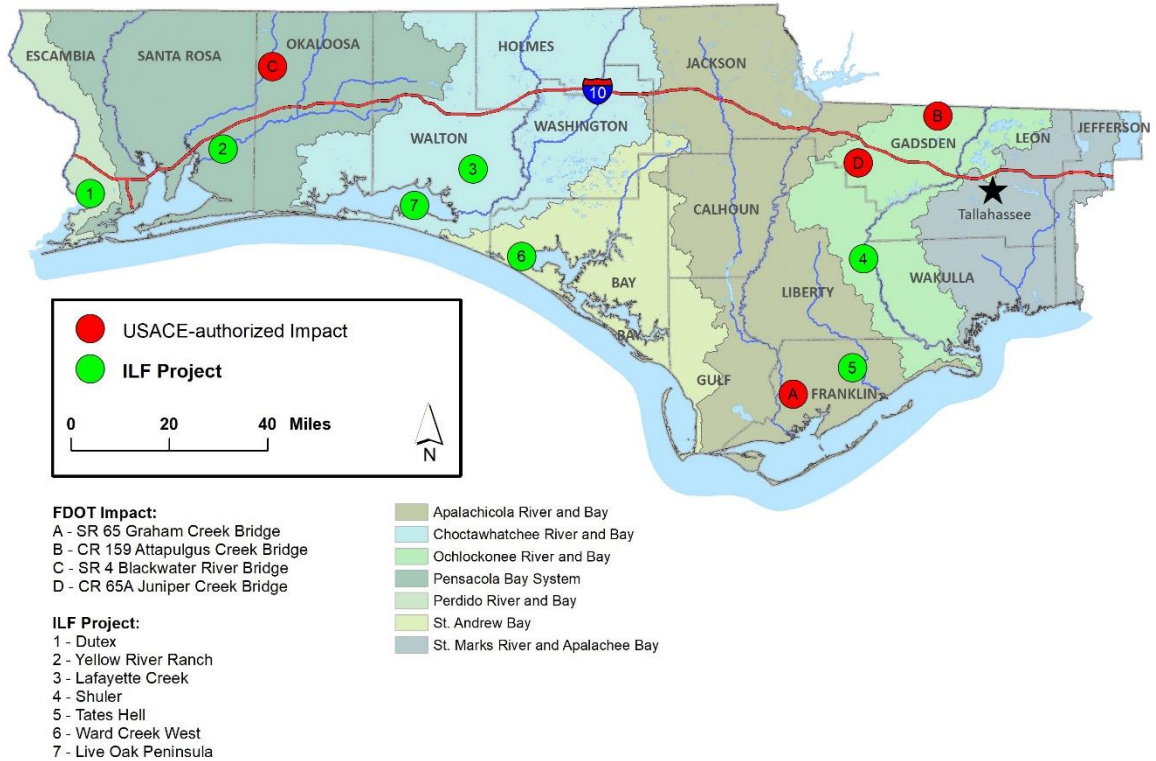 ESCAMBIA
SANTA ROSA
OKALOOSA
HOLMES
JACKSON
C
10
B
2
WALTON
WASHINGTON
GADSDEN
LEON
JEFFERSON
3
D
1
7
CALHOUN
Tallahassee
6
4
BAY
WAKULLA
LIBERTY
BAY
GULF
5
A
FRANKLIN
USACE-authorized Impact
ILF Project
0 20 40 Miles
N
FDOT Impact:
A - SR 65 Graham Creek Bridge
B - CR 159 Attapulgus Creek Bridge
C - SR 4 Blackwater River Bridge
D - CR 65A Juniper Creek Bridge
ILF Project:
1 - Dutex
2 - Yellow River Ranch
3 - Lafayette Creek
4 - Shuler
5 - Tates Hell
6 - Ward Creek West
7 - Live Oak Peninsula
Apalachicola River and Bay
Choctawhatchee River and Bay
Ochlockonee River and Bay
Pensacola Bay System
Perdido River and Bay
St. Andrew Bay
St. Marks River and Apalachee Bay